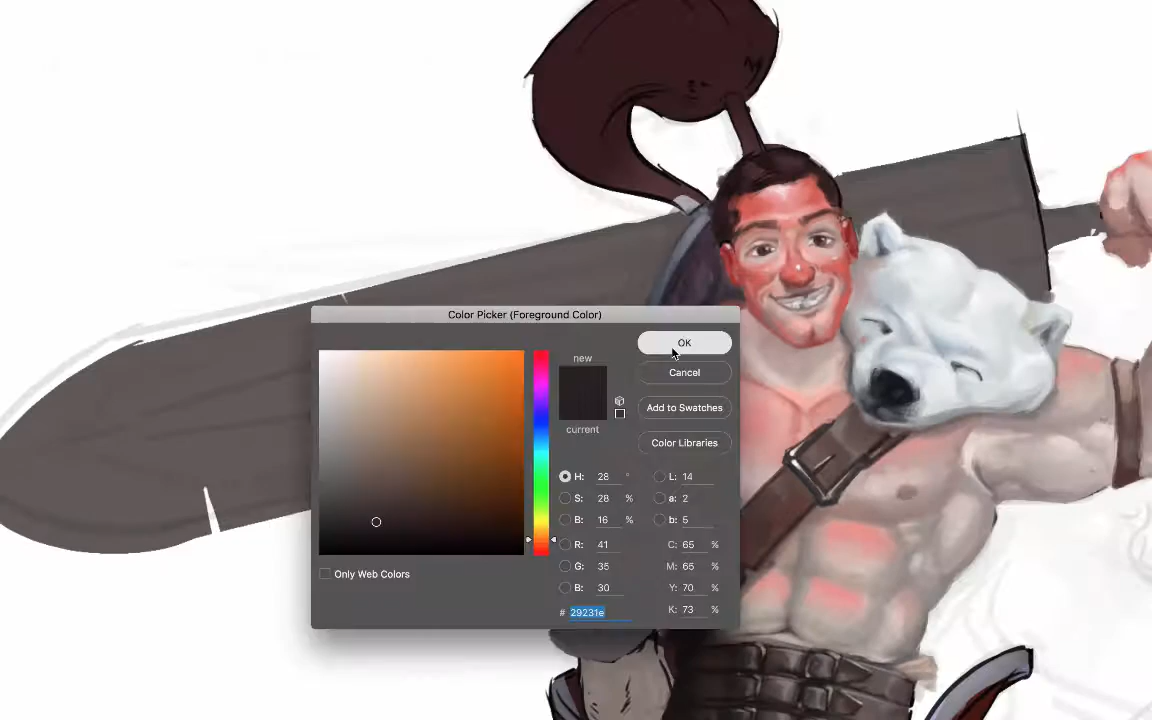 Color Picker (Foreground Color)
new
current
OK
Cancel
Add to Swatches
Color Libraries
H: 28 °
S: 28 %
B: 16 %
R: 41
G: 35
B: 30
# 29231e
L: 14
a: 2
b: 5
C: 65 %
M: 65 %
Y: 70 %
K: 73 %
Only Web Colors